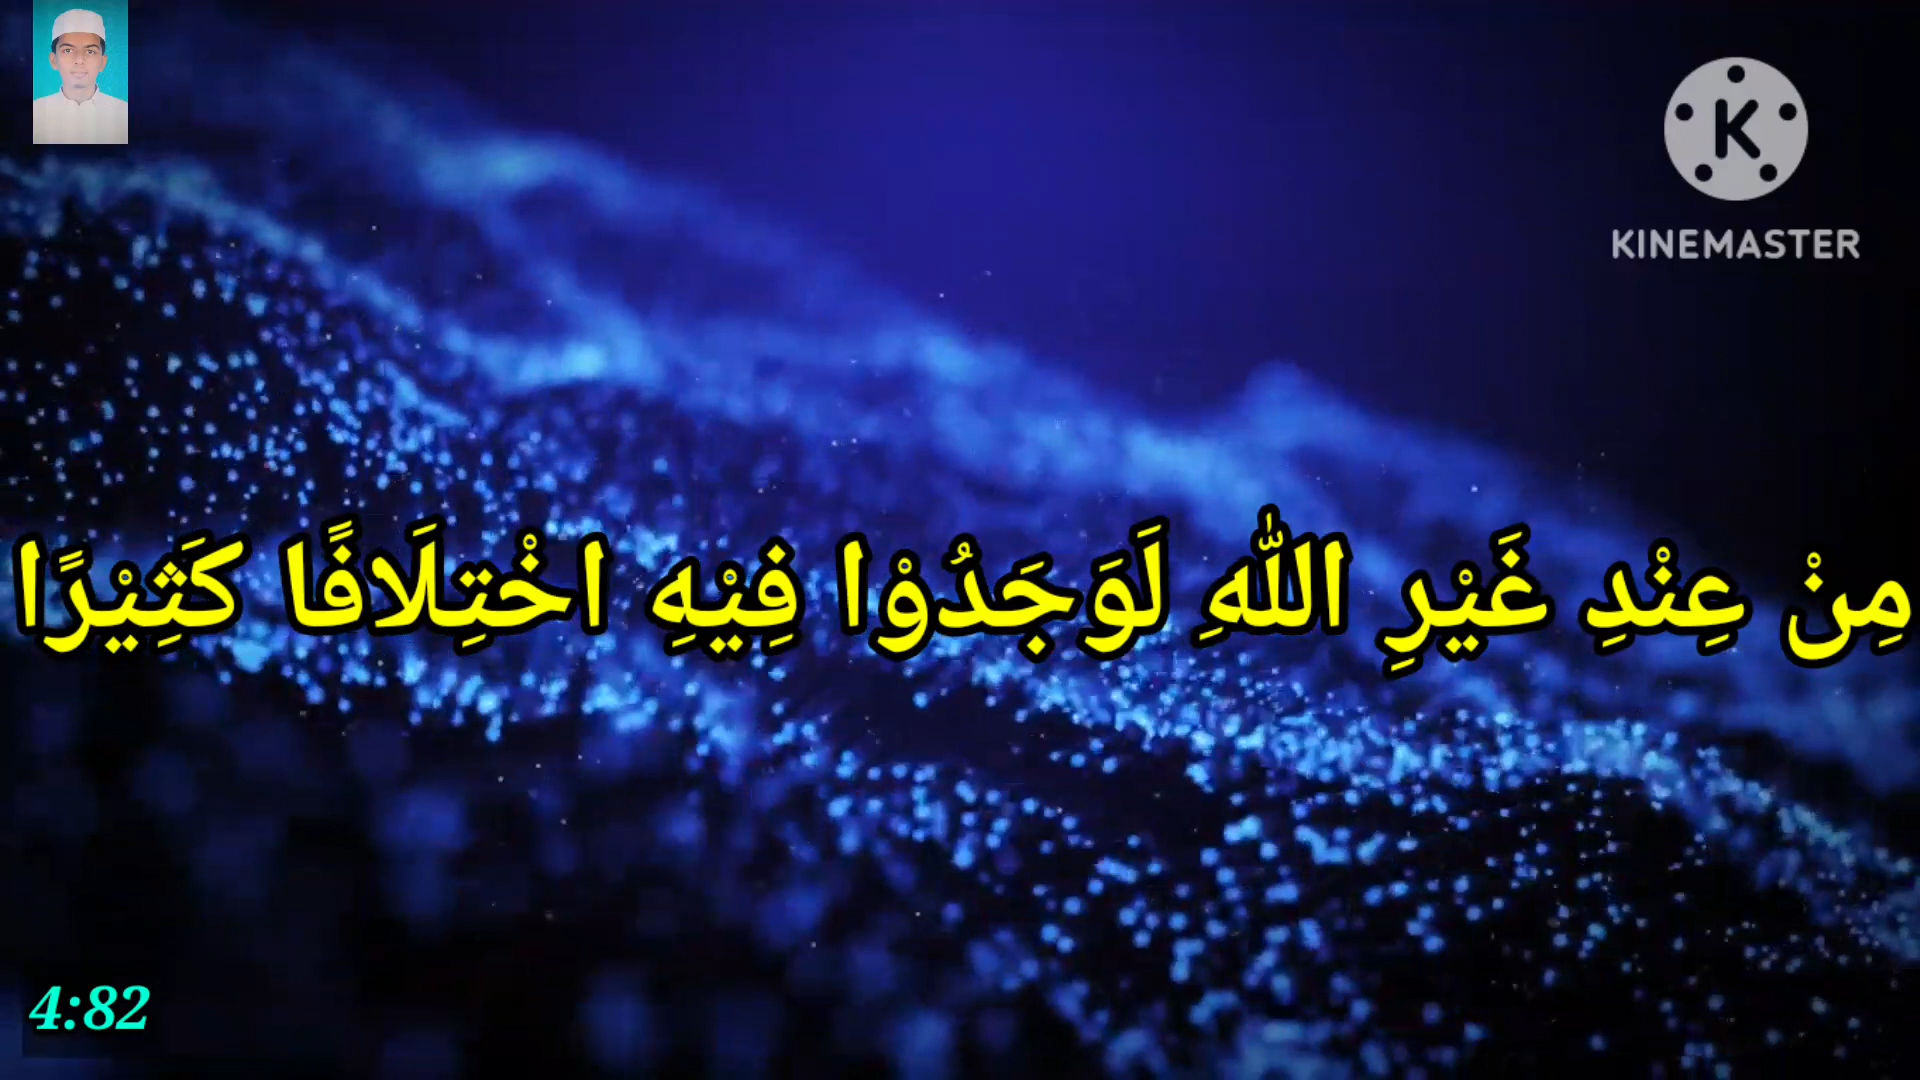 KINEMASTER
مِنْ عِنْدِ غَيْرِ اللّٰهِ لَوَجَدُوْا فِيْهِ اخْتِلَافًا كَثِيْرًا
4:82